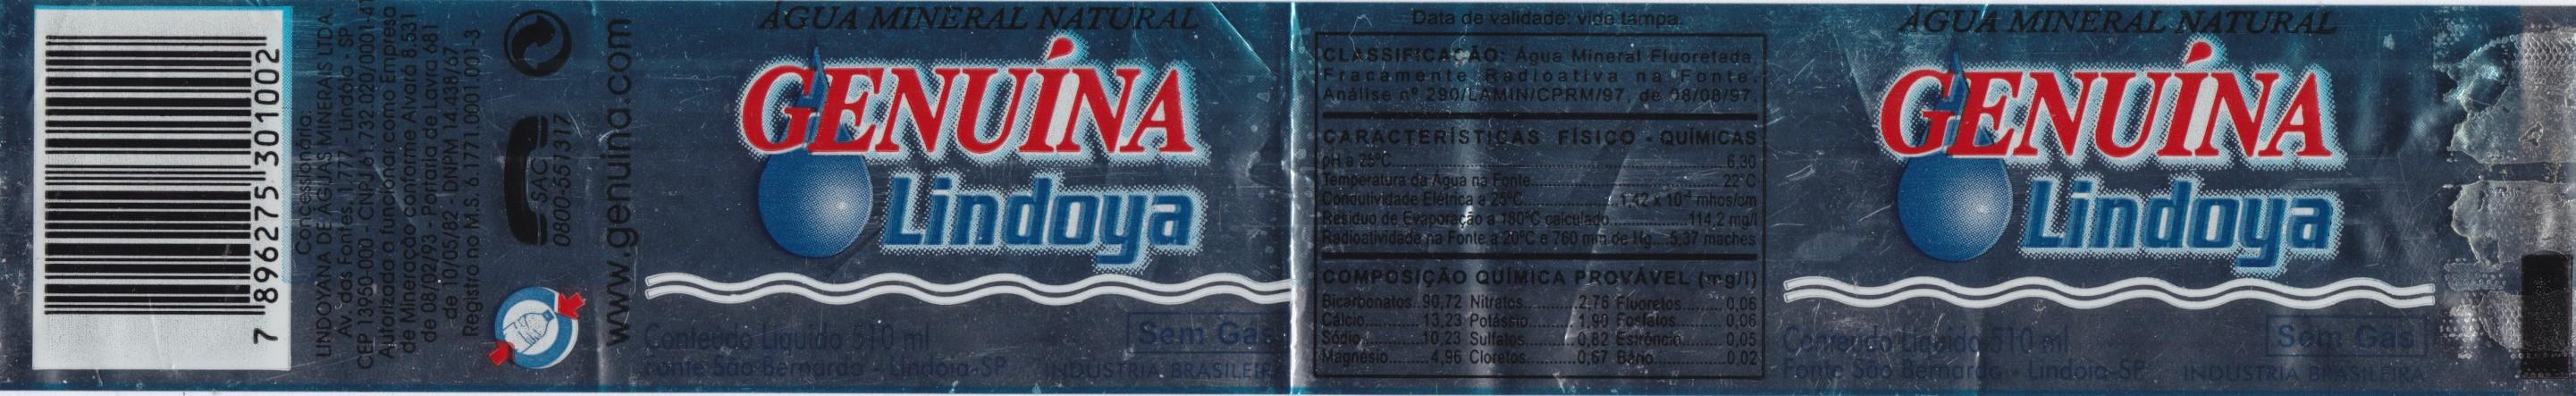 7 896275 301002
Concessionária:
LINDOYANA DE ÁGUAS MINERAIS LTDA.
Av. das Fontes 1.777 - Lindóia - SP
CEP 13950-000 - CNPJ 61.732.020/0001-41
Autorizada a funcionar como Empresa
de Mineração conforme Alvará 8.531
de 08/02/93 - Portaria de Lavra 681
de 10/05/82 - DNPM 14.438/67
Registro no M.S. 6.1771.0001.001-3
SAC
0800-551317
www.genuina.com
ÁGUA MINERAL NATURAL
GENUÍNA
Lindoya
Conteúdo Líquido 510 ml
Sem Gas
Fonte São Bernardo - Lindóia-SP
INDÚSTRIA BRASILEIR
Data de validade: vide tampa.
CLASSIFICAÇÃO: Água Mineral Fluoretada,
Fracamente Radioativa na Fonte.
Análise nº 290/LAMIN/CPRM/97, de 08/08/97.
CARACTERÍSTICAS FÍSICO - QUÍMICAS
pH a 25ºC..........6,30
Temperatura da Água na Fonte..........22ºC
Condutividade Elétrica a 25ºC..........1,42 x 10⁻⁴ mhos/cm
Resíduo de Evaporação a 180ºC calculado..........114,2 mg/l
Radioatividade na Fonte a 20ºC e 760 mm de Hg...5,37 maches
COMPOSIÇÃO QUÍMICA PROVÁVEL (mg/l)
Bicarbonatos..90,72 Nitratos..........2,76 Fluoretos.......0,06
Cálcio..........13,23 Potássio.........1,90 Fosfatos........0,06
Sódio..........10,23 Sulfatos..........0,82 Estrôncio.......0,05
Magnésio.......4,96 Cloretos..........0,67 Bário............0,02
ÁGUA MINERAL NATURAL
GENUÍNA
Lindoya
Conteúdo Líquido 510 ml
Sem Gas
Fonte São Bernardo - Lindóia-SP
INDÚSTRIA BRASILEIRA